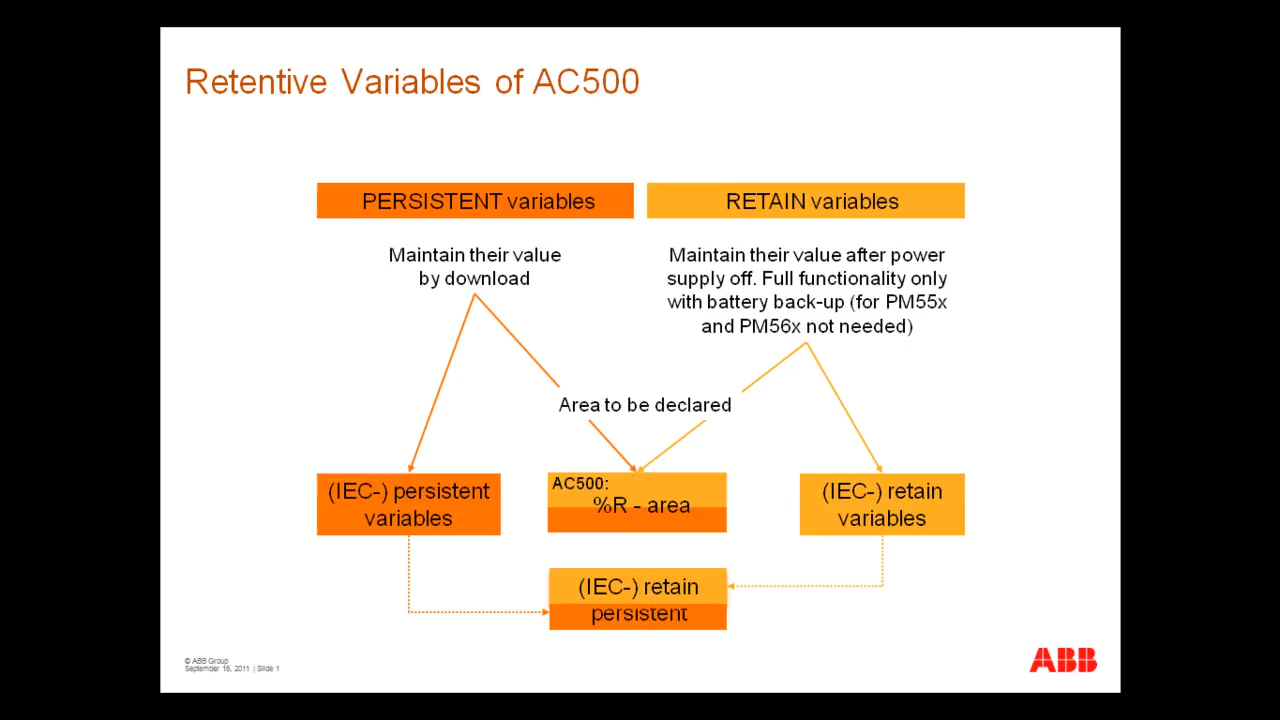 Retentive Variables of AC500
PERSISTENT variables
RETAIN variables
Maintain their value
by download
Maintain their value after power
supply off. Full functionality only
with battery back-up (for PM55x
and PM56x not needed)
Area to be declared
(IEC-) persistent
variables
AC500:
%R - area
(IEC-) retain
variables
(IEC-) retain
persistent
© ABB Group
September 16, 2011 | Slide 1
ABB